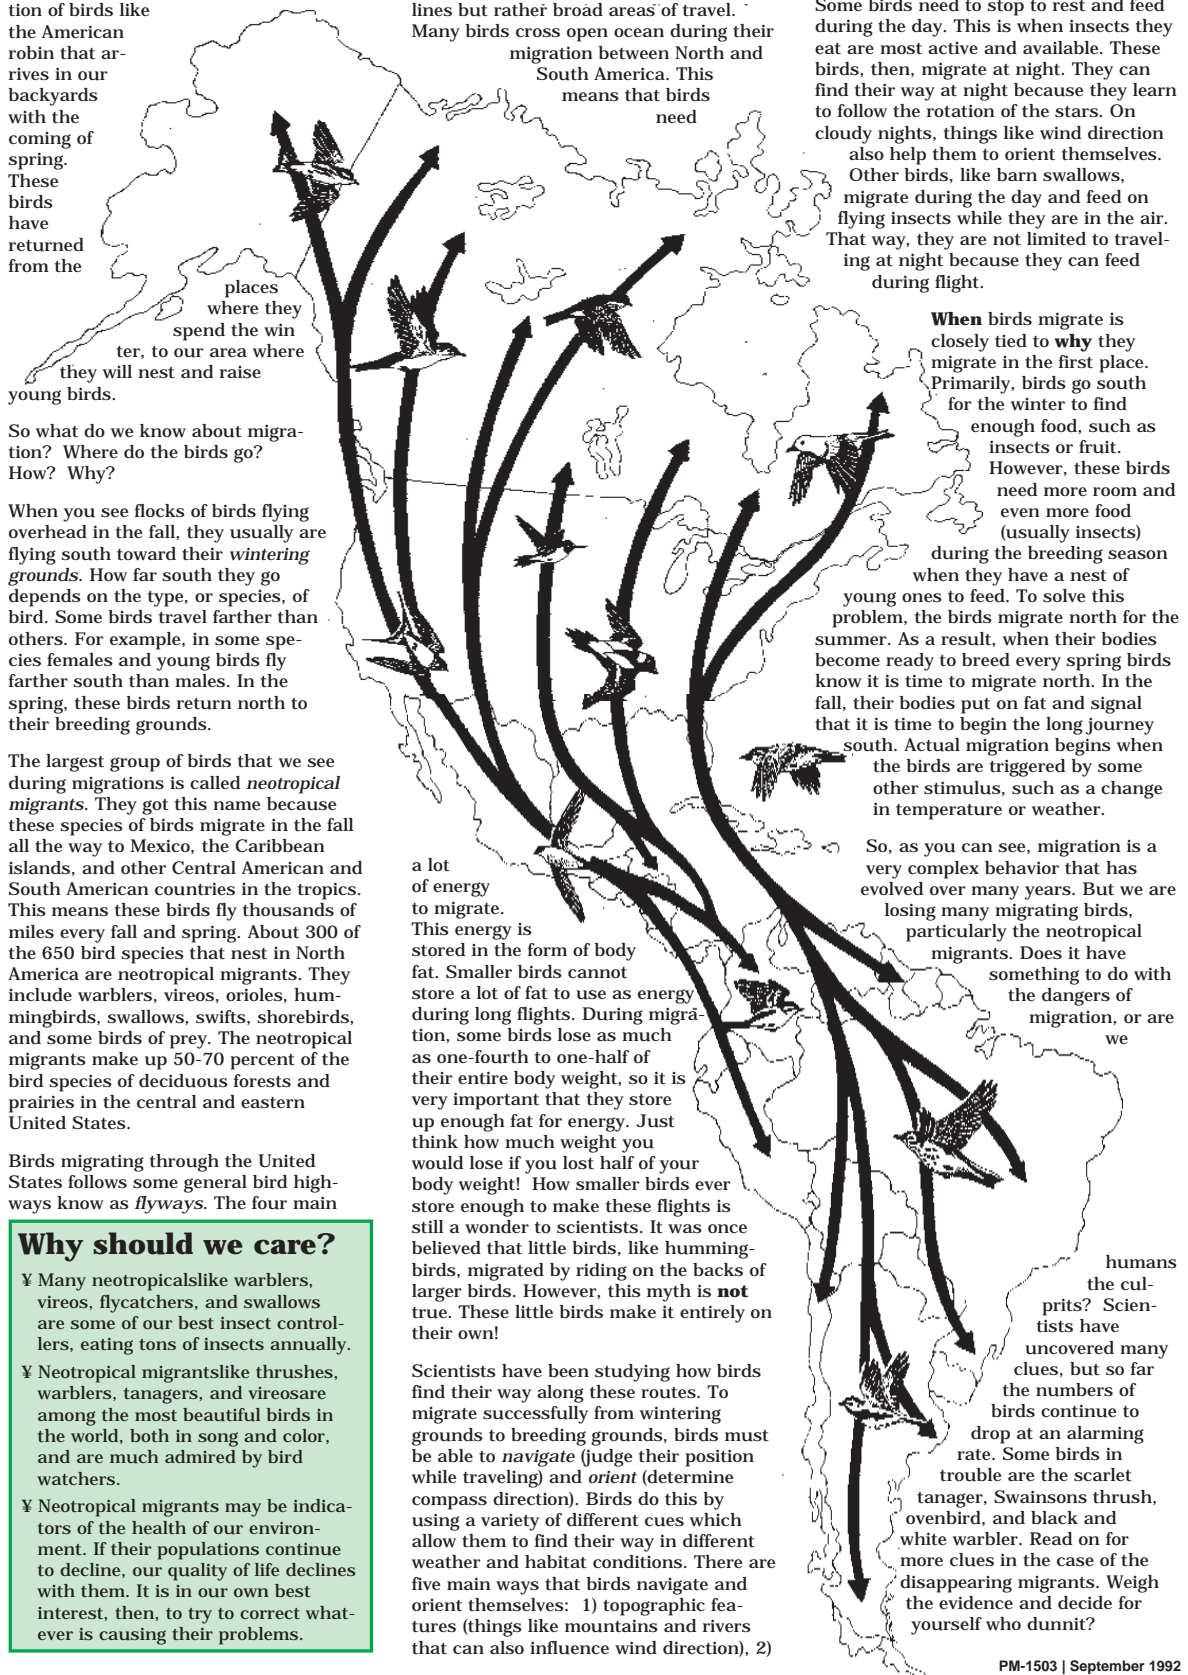 tion of birds like
the American
robin that ar-
rives in our
backyards
with the
coming of
spring.
These
birds
have
returned
from the
places
where they
spend the win
ter, to our area where
they will nest and raise
young birds.
So what do we know about migra-
tion? Where do the birds go?
How? Why?
When you see flocks of birds flying
overhead in the fall, they usually are
flying south toward their wintering
grounds. How far south they go
depends on the type, or species, of
bird. Some birds travel farther than
others. For example, in some spe-
cies females and young birds fly
farther south than males. In the
spring, these birds return north to
their breeding grounds.
The largest group of birds that we see
during migrations is called neotropical
migrants. They got this name because
these species of birds migrate in the fall
all the way to Mexico, the Caribbean
islands, and other Central American and
South American countries in the tropics.
This means these birds fly thousands of
miles every fall and spring. About 300 of
the 650 bird species that nest in North
America are neotropical migrants. They
include warblers, vireos, orioles, hum-
mingbirds, swallows, swifts, shorebirds,
and some birds of prey. The neotropical
migrants make up 50-70 percent of the
bird species of deciduous forests and
prairies in the central and eastern
United States.
Birds migrating through the United
States follows some general bird high-
ways know as flyways. The four main
Why should we care?
¥ Many neotropicalslike warblers,
vireos, flycatchers, and swallows
are some of our best insect control-
lers, eating tons of insects annually.
¥ Neotropical migrantslike thrushes,
warblers, tanagers, and vireosare
among the most beautiful birds in
the world, both in song and color,
and are much admired by bird
watchers.
¥ Neotropical migrants may be indica-
tors of the health of our environ-
ment. If their populations continue
to decline, our quality of life declines
with them. It is in our own best
interest, then, to try to correct what-
ever is causing their problems.
lines but rather broad areas of travel.
Many birds cross open ocean during their
migration between North and
South America. This
means that birds
need
a lot
of energy
to migrate.
This energy is
stored in the form of body
fat. Smaller birds cannot
store a lot of fat to use as energy
during long flights. During migra-
tion, some birds lose as much
as one-fourth to one-half of
their entire body weight, so it is
very important that they store
up enough fat for energy. Just
think how much weight you
would lose if you lost half of your
body weight! How smaller birds ever
store enough to make these flights is
still a wonder to scientists. It was once
believed that little birds, like humming-
birds, migrated by riding on the backs of
larger birds. However, this myth is not
true. These little birds make it entirely on
their own!
Scientists have been studying how birds
find their way along these routes. To
migrate successfully from wintering
grounds to breeding grounds, birds must
be able to navigate (judge their position
while traveling) and orient (determine
compass direction). Birds do this by
using a variety of different cues which
allow them to find their way in different
weather and habitat conditions. There are
five main ways that birds navigate and
orient themselves: 1) topographic fea-
tures (things like mountains and rivers
that can also influence wind direction), 2)
Some birds need to stop to rest and feed
during the day. This is when insects they
eat are most active and available. These
birds, then, migrate at night. They can
find their way at night because they learn
to follow the rotation of the stars. On
cloudy nights, things like wind direction
also help them to orient themselves.
Other birds, like barn swallows,
migrate during the day and feed on
flying insects while they are in the air.
That way, they are not limited to travel-
ing at night because they can feed
during flight.
When birds migrate is
closely tied to why they
migrate in the first place.
Primarily, birds go south
for the winter to find
enough food, such as
insects or fruit.
However, these birds
need more room and
even more food
(usually insects)
during the breeding season
when they have a nest of
young ones to feed. To solve this
problem, the birds migrate north for the
summer. As a result, when their bodies
become ready to breed every spring birds
know it is time to migrate north. In the
fall, their bodies put on fat and signal
that it is time to begin the long journey
south. Actual migration begins when
the birds are triggered by some
other stimulus, such as a change
in temperature or weather.
So, as you can see, migration is a
very complex behavior that has
evolved over many years. But we are
losing many migrating birds,
particularly the neotropical
migrants. Does it have
something to do with
the dangers of
migration, or are
we
humans
the cul-
prits? Scien-
tists have
uncovered many
clues, but so far
the numbers of
birds continue to
drop at an alarming
rate. Some birds in
trouble are the scarlet
tanager, Swainsons thrush,
ovenbird, and black and
white warbler. Read on for
more clues in the case of the
disappearing migrants. Weigh
the evidence and decide for
yourself who dunnit?
PM-1503 | September 1992